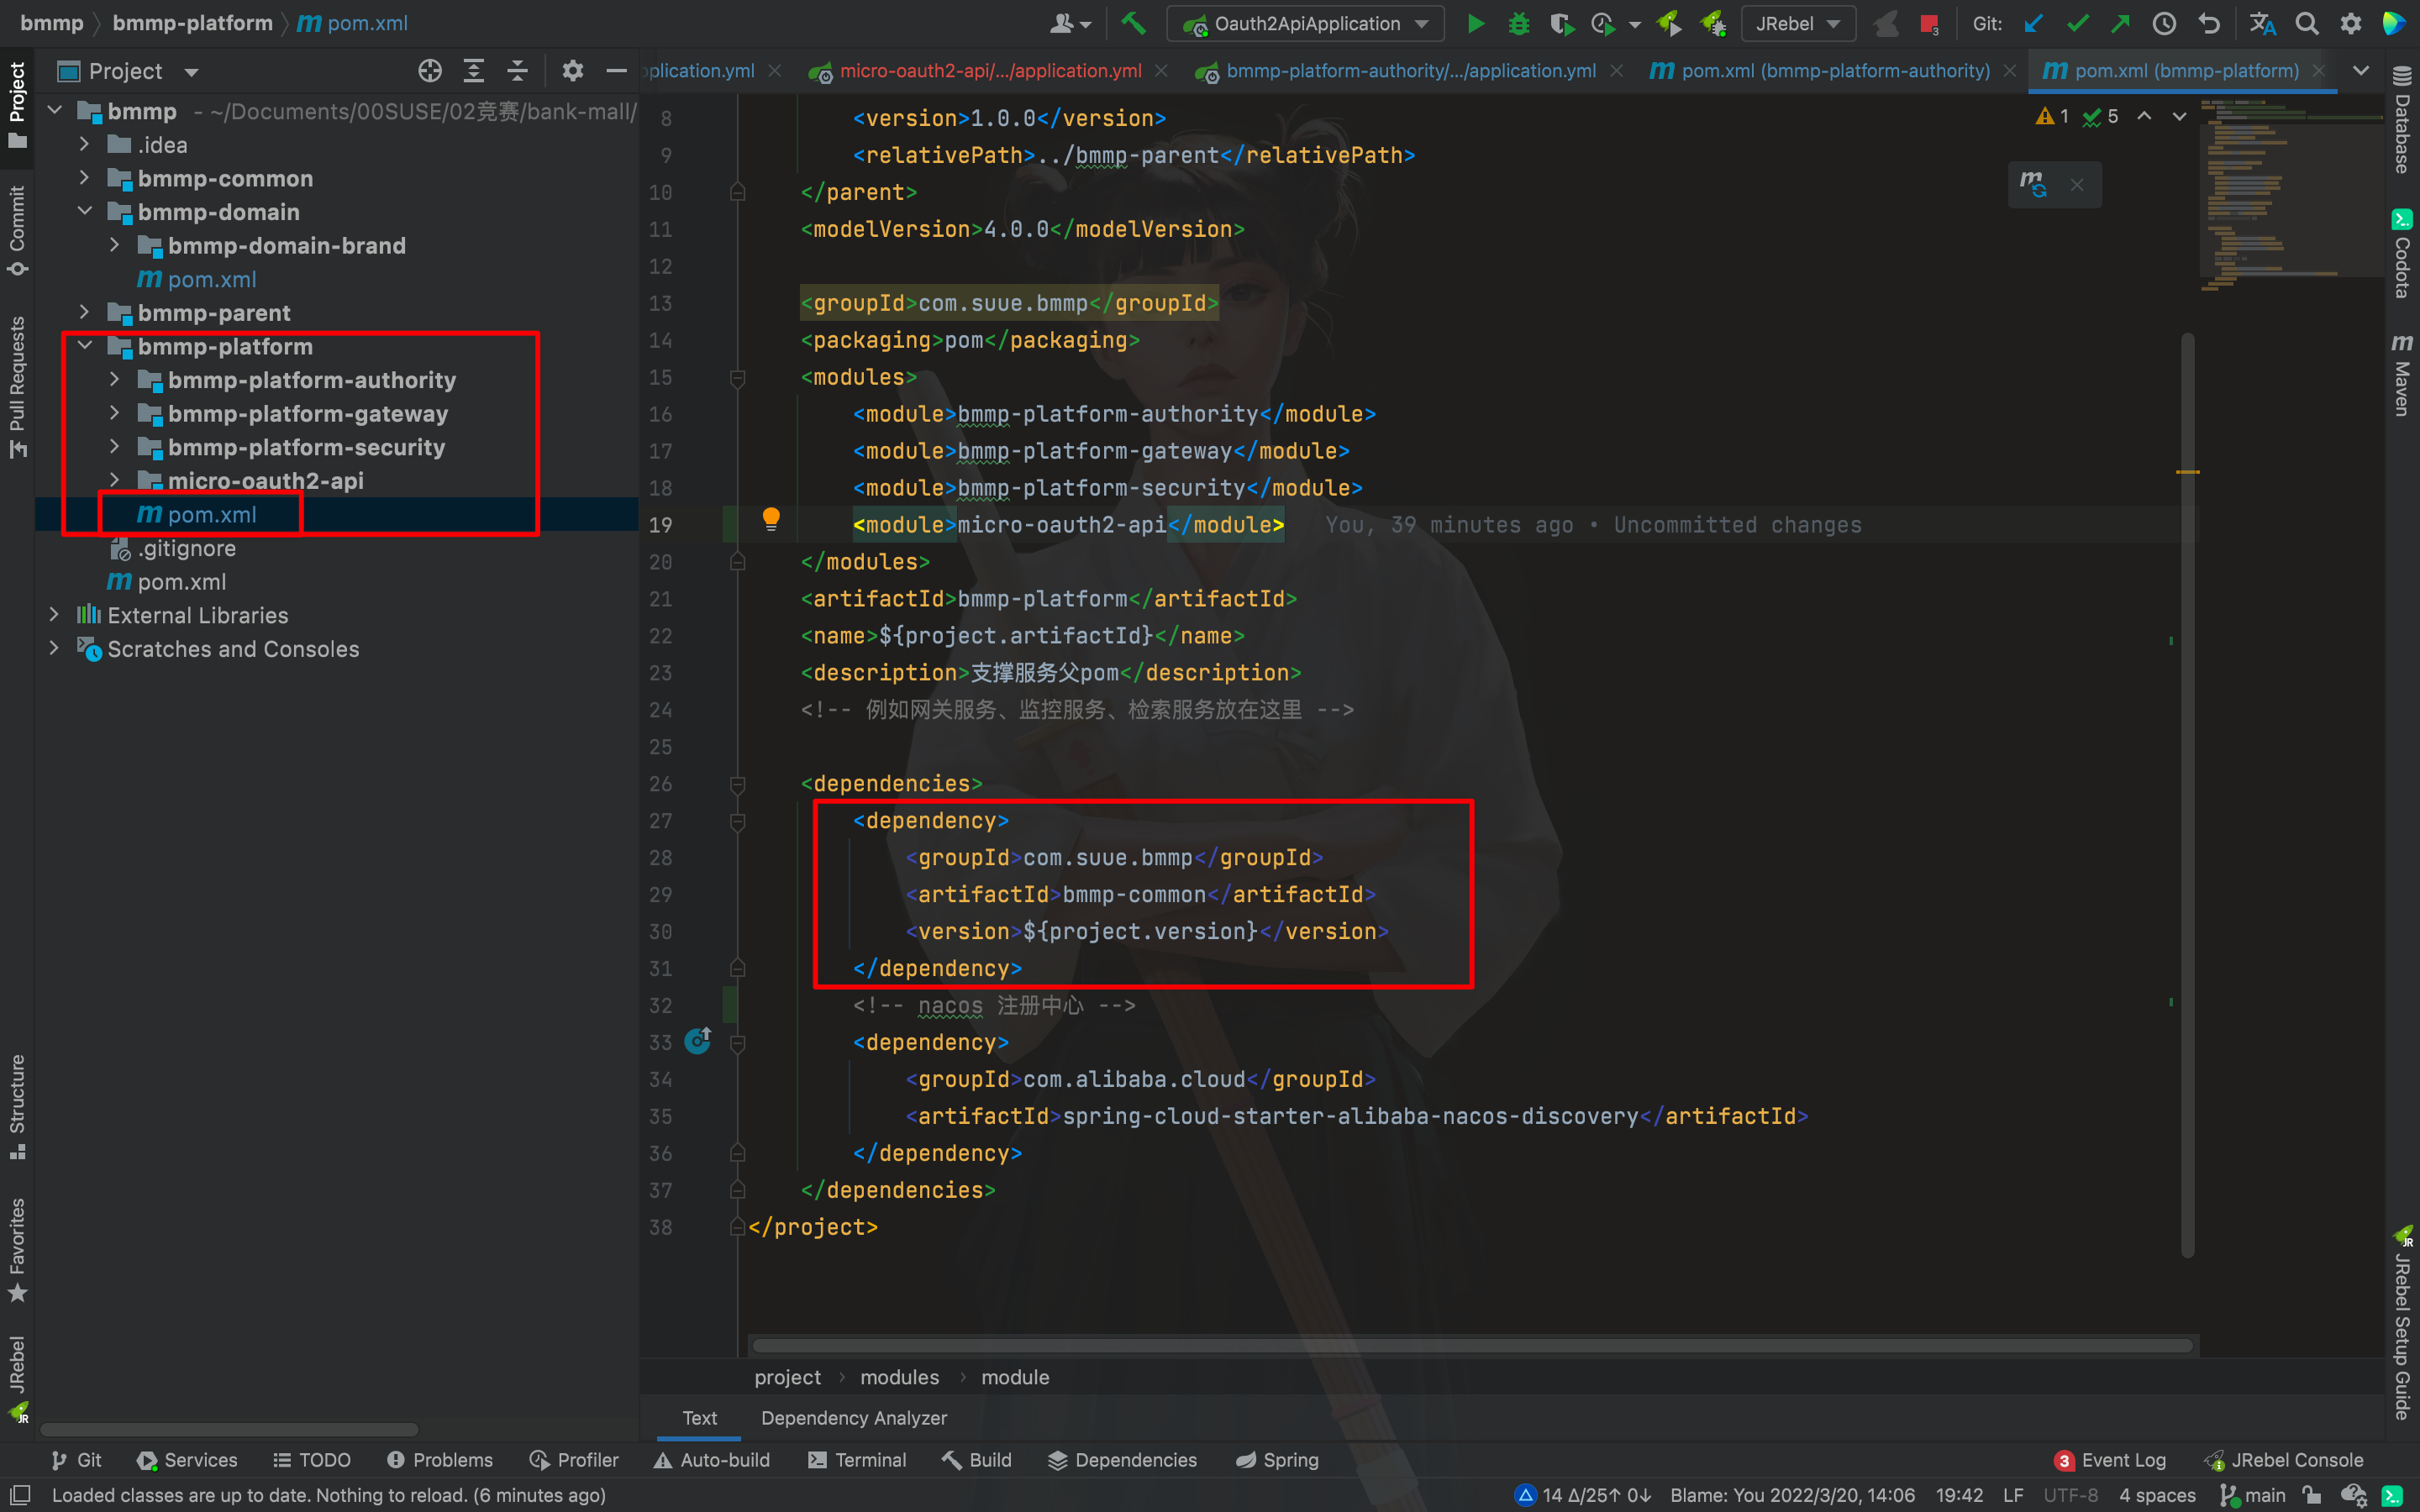 bmmp bmmp-platform pom.xml
Oauth2ApiApplication JRebel 3 Git:
Project
pplication.yml micro-oauth2-api/.../application.yml bmmp-platform-authority/.../application.yml pom.xml (bmmp-platform-authority) pom.xml (bmmp-platform)
Project
Commit
Pull Requests
Structure
Favorites
JRebel
bmmp - ~/Documents/00SUSE/02竞赛/bank-mall/
.idea
bmmp-common
bmmp-domain
bmmp-domain-brand
pom.xml
bmmp-parent
bmmp-platform
bmmp-platform-authority
bmmp-platform-gateway
bmmp-platform-security
micro-oauth2-api
pom.xml
.gitignore
pom.xml
External Libraries
Scratches and Consoles
1 5
8 <version>1.0.0</version>
9 <relativePath>../bmmp-parent</relativePath>
10 </parent>
11 <modelVersion>4.0.0</modelVersion>
12
13 <groupId>com.suue.bmmp</groupId>
14 <packaging>pom</packaging>
15 <modules>
16 <module>bmmp-platform-authority</module>
17 <module>bmmp-platform-gateway</module>
18 <module>bmmp-platform-security</module>
19 <module>micro-oauth2-api</module> You, 39 minutes ago • Uncommitted changes
20 </modules>
21 <artifactId>bmmp-platform</artifactId>
22 <name>${project.artifactId}</name>
23 <description>支撑服务父pom</description>
24 <!-- 例如网关服务、监控服务、检索服务放在这里 -->
25
26 <dependencies>
27 <dependency>
28 <groupId>com.suue.bmmp</groupId>
29 <artifactId>bmmp-common</artifactId>
30 <version>${project.version}</version>
31 </dependency>
32 <!-- nacos 注册中心 -->
33 <dependency>
34 <groupId>com.alibaba.cloud</groupId>
35 <artifactId>spring-cloud-starter-alibaba-nacos-discovery</artifactId>
36 </dependency>
37 </dependencies>
38 </project>
Database
Codota
Maven
JRebel Setup Guide
project modules module
Text Dependency Analyzer
Git Services TODO Problems Profiler Auto-build Terminal Build Dependencies Spring 3 Event Log JRebel Console
Loaded classes are up to date. Nothing to reload. (6 minutes ago) 14 Δ/25↑ 0↓ Blame: You 2022/3/20, 14:06 19:42 LF UTF-8 4 spaces main